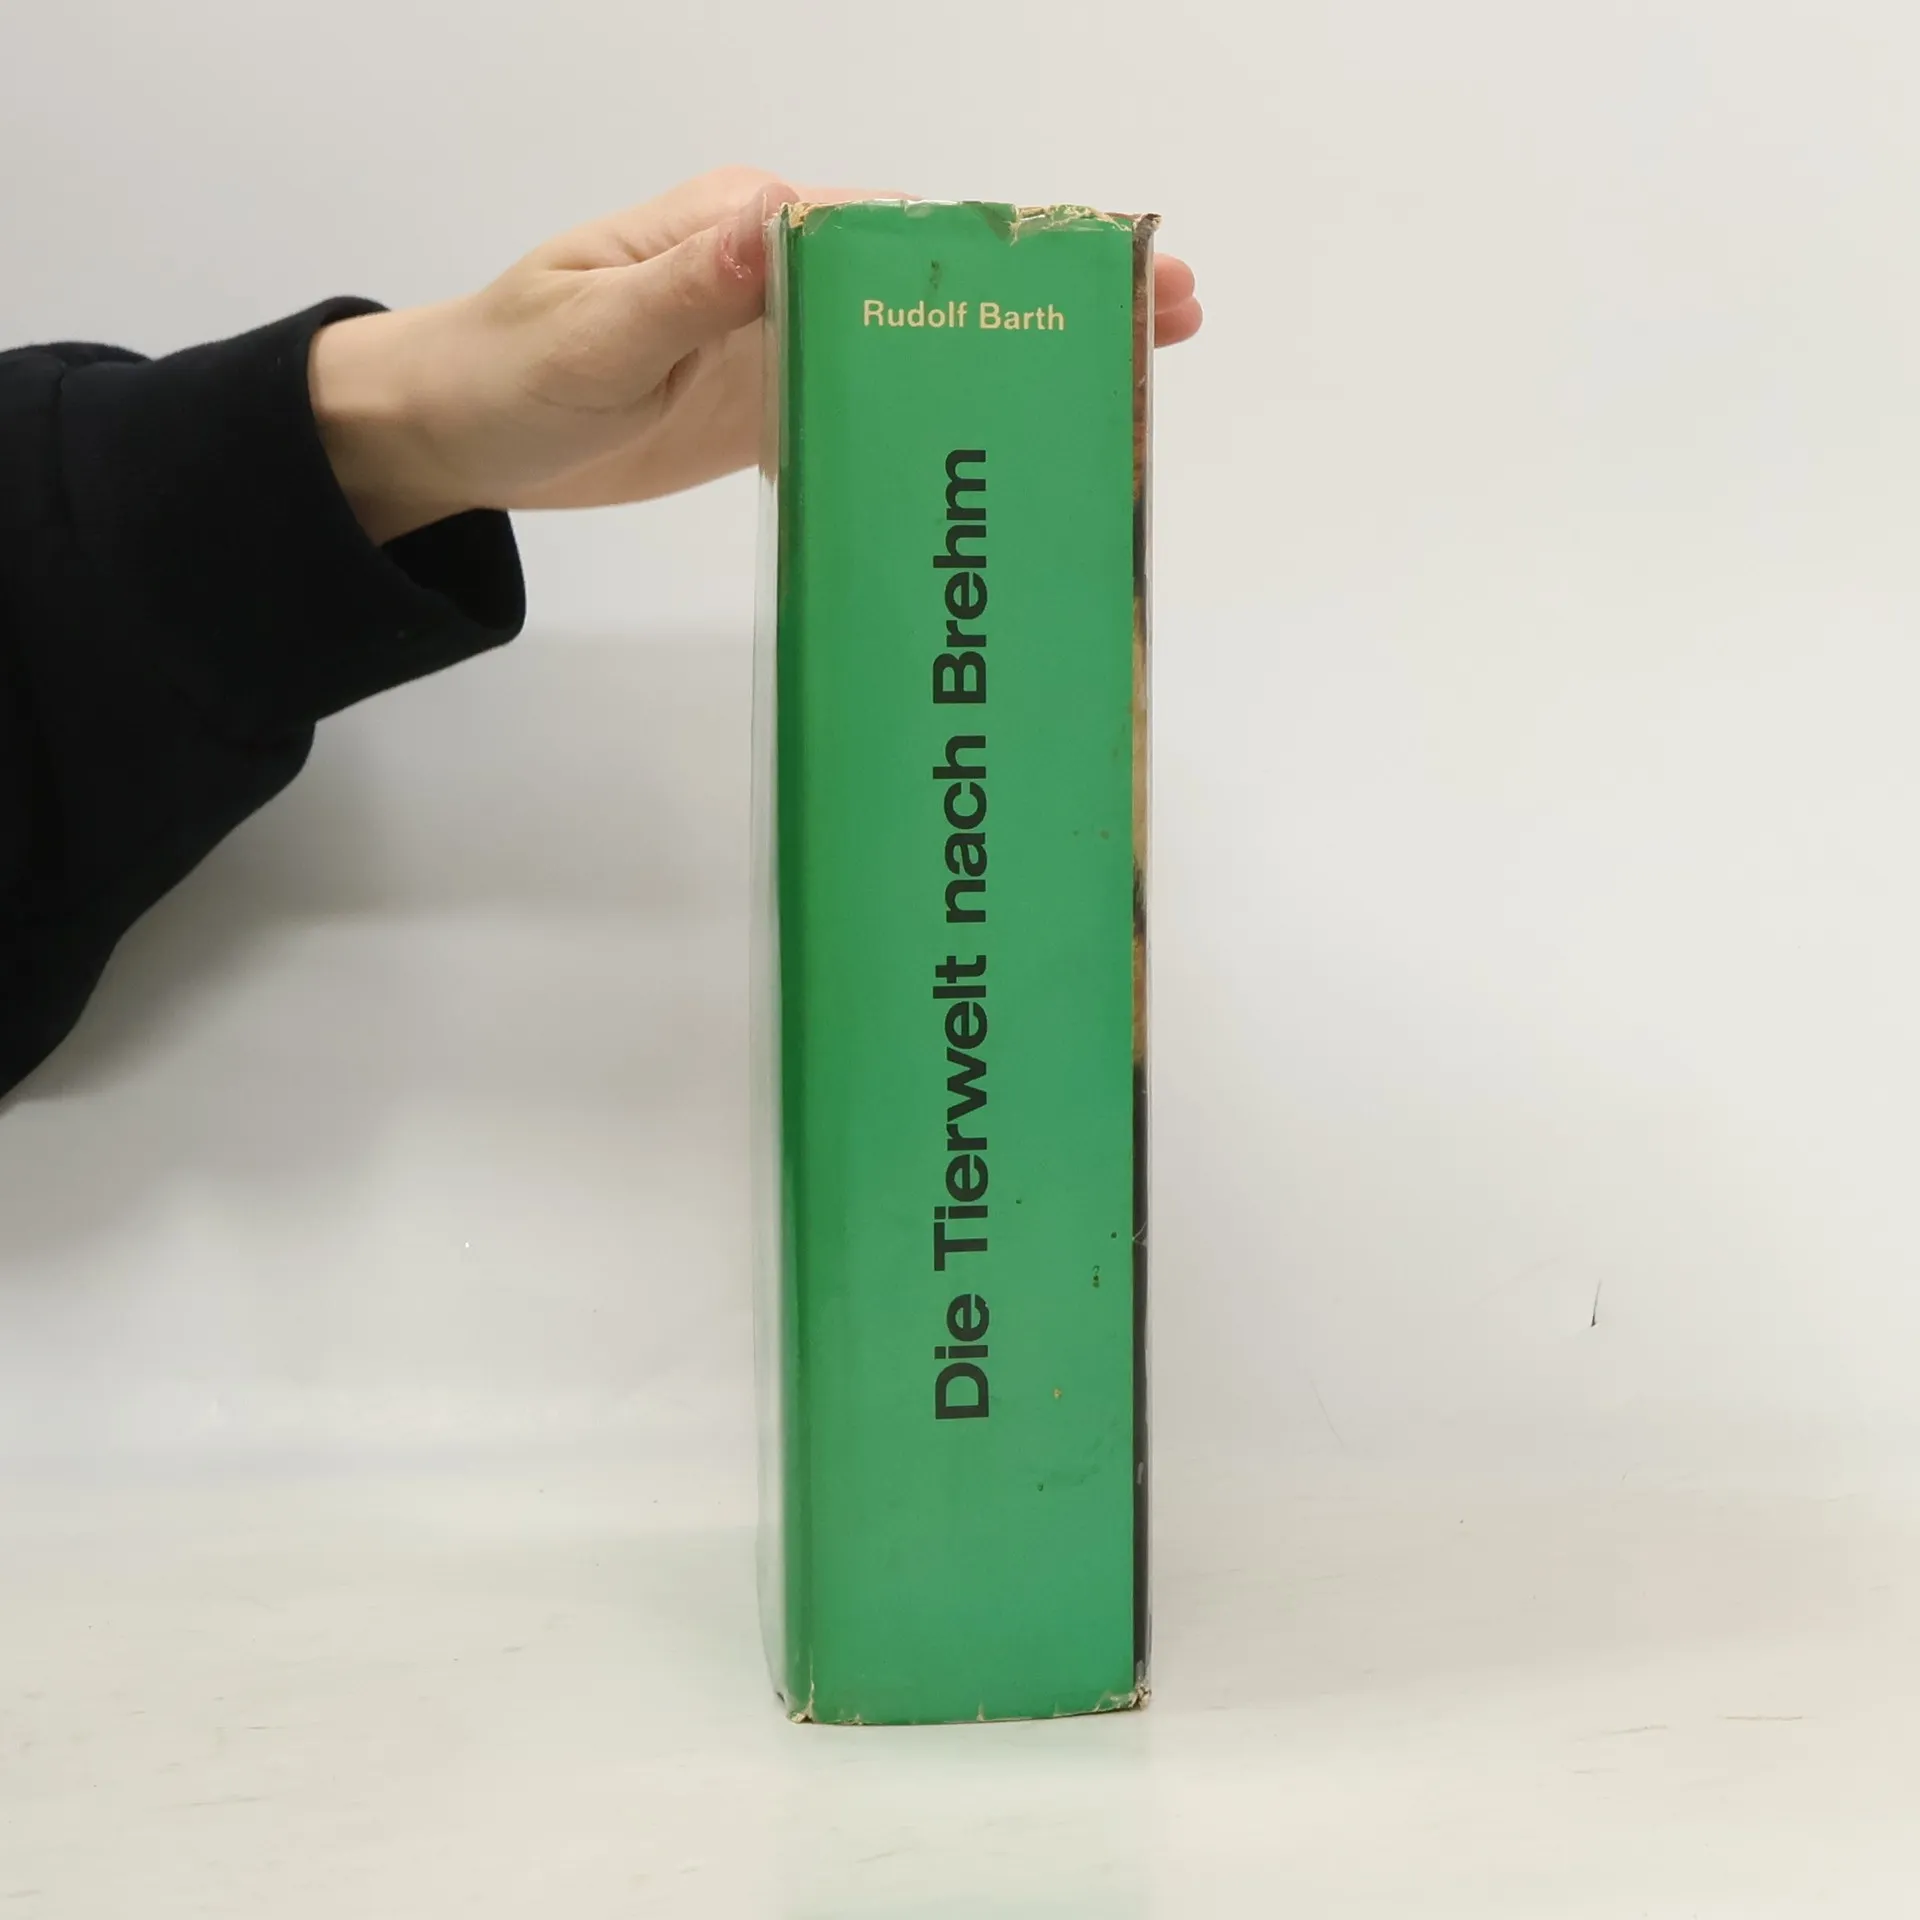 Rudolf Barth
Die Tierwelt nach Brehm